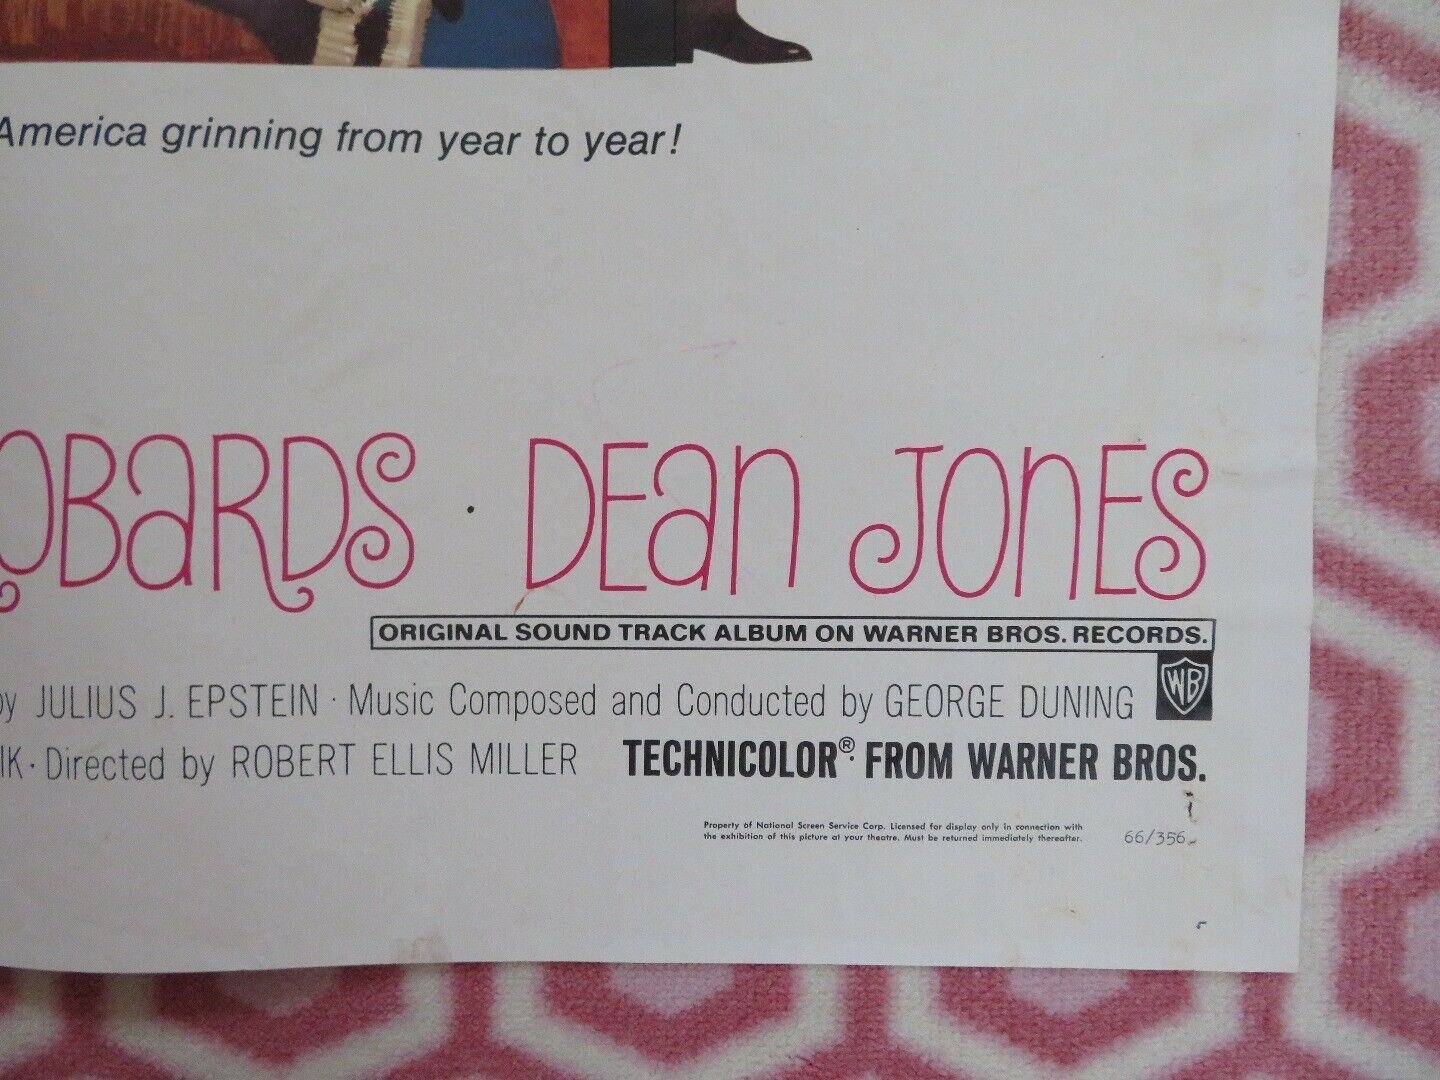 America grinning from year to year!
OBARDS · DEAN JONES
ORIGINAL SOUND TRACK ALBUM ON WARNER BROS. RECORDS.
by JULIUS J. EPSTEIN · Music Composed and Conducted by GEORGE DUNING
WB
IK · Directed by ROBERT ELLIS MILLER TECHNICOLOR® FROM WARNER BROS.
Property of National Screen Service Corp. Licensed for display only in connection with
the exhibition of this picture at your theatre. Must be returned immediately thereafter.
66/356